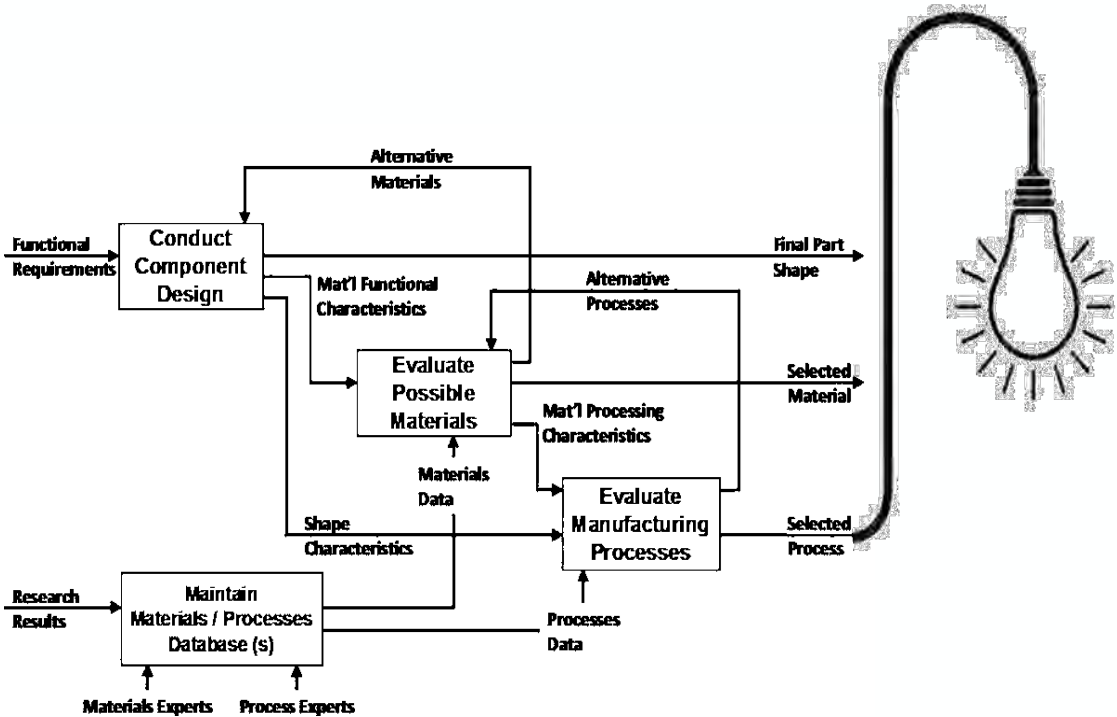 Alternative
Materials
Functional
Requirements
Conduct
Component
Design
Final Part
Shape
Mat'l Functional
Characteristics
Alternative
Processes
Evaluate
Possible
Materials
Selected
Material
Mat'l Processing
Characteristics
Materials
Data
Evaluate
Manufacturing
Processes
Shape
Characteristics
Selected
Process
Research
Results
Maintain
Materials / Processes
Database (s)
Processes
Data
Materials Experts
Process Experts